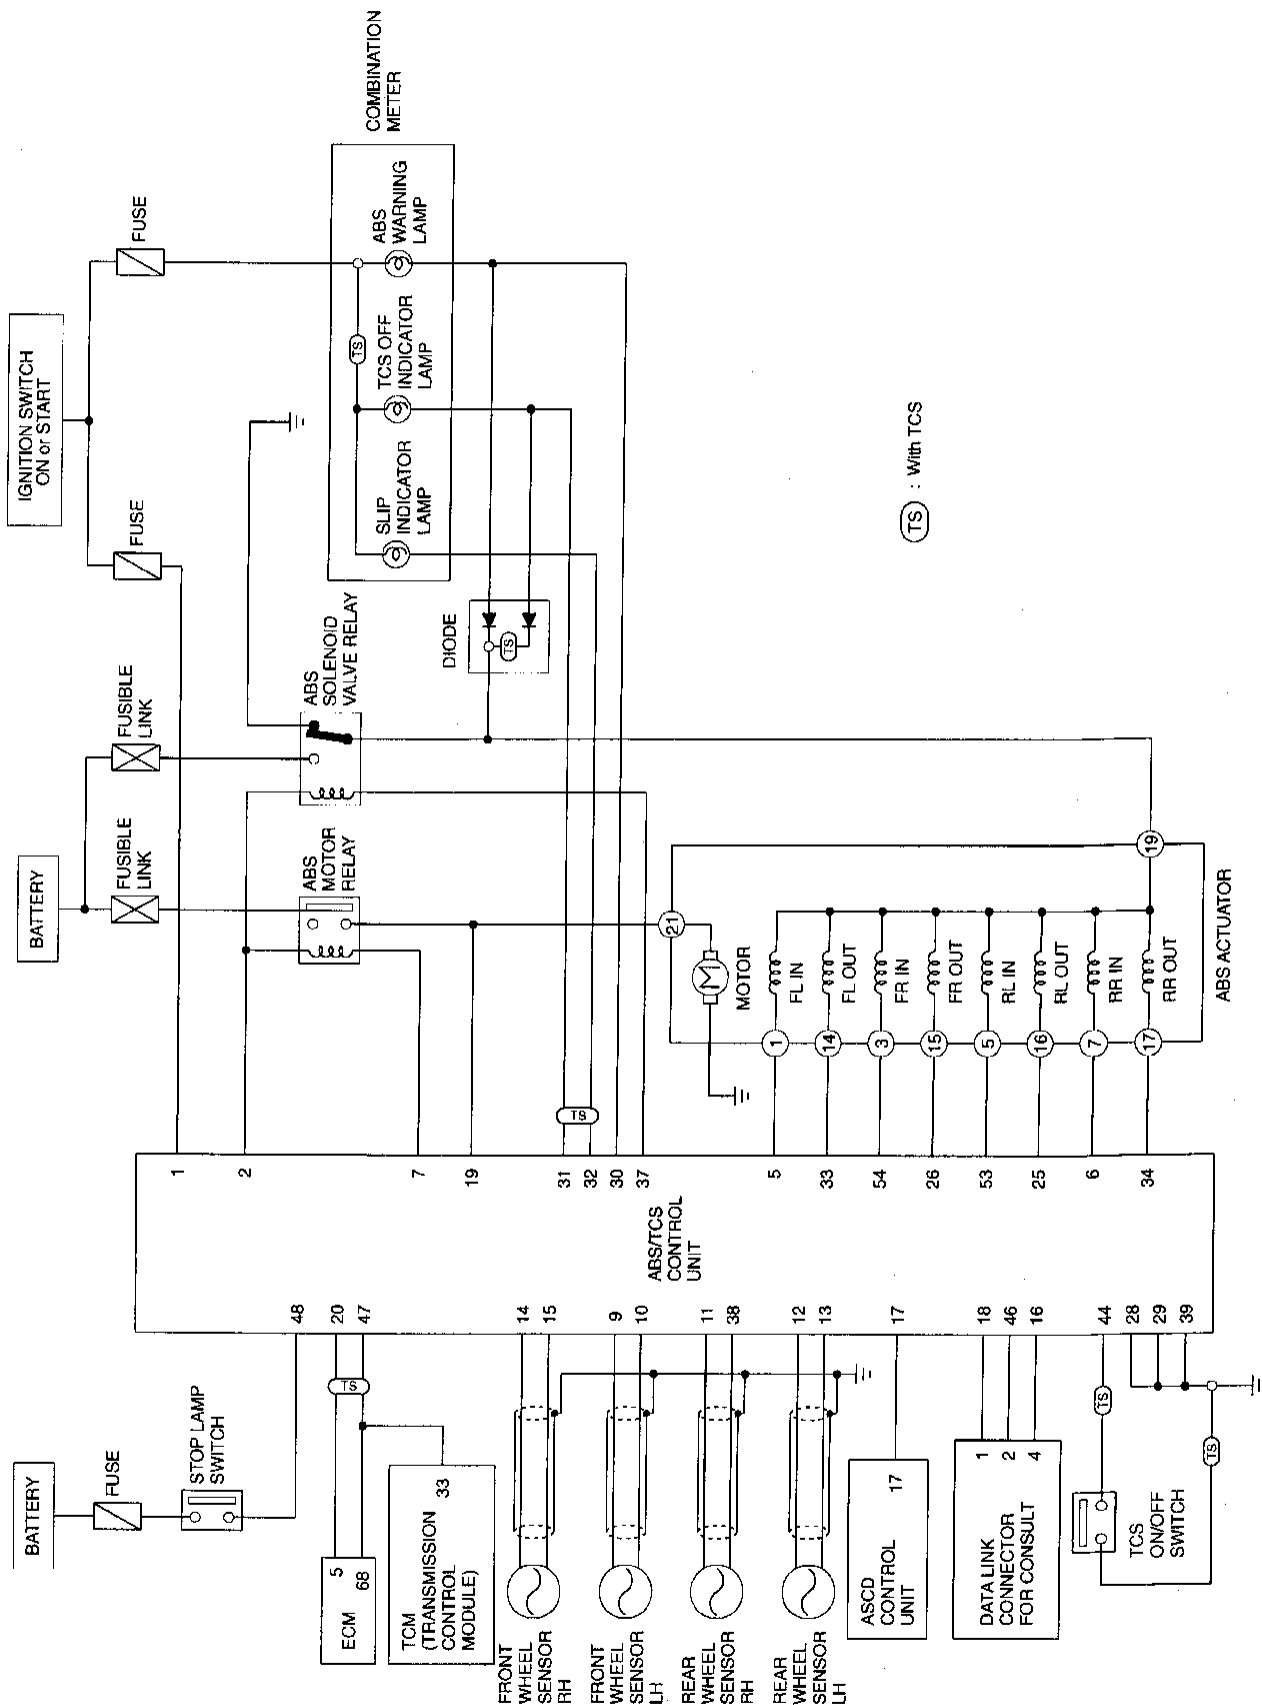 BATTERY
FUSE
STOP LAMP
SWITCH
ECM
5
68
TCM
(TRANSMISSION
CONTROL
MODULE)
33
FRONT
WHEEL
SENSOR
RH
FRONT
WHEEL
SENSOR
LH
REAR
WHEEL
SENSOR
RH
REAR
WHEEL
SENSOR
LH
ASCD
CONTROL
UNIT
17
DATA LINK
CONNECTOR
FOR CONSULT
1
2
4
TCS
ON/OFF
SWITCH
TS
TS
TS
48
20
47
14
15
9
10
11
38
12
13
17
18
46
16
44
28
29
39
ABS/TCS
CONTROL
UNIT
1
2
7
19
31
32
30
37
5
33
54
26
53
25
6
34
TS
BATTERY
FUSIBLE
LINK
FUSIBLE
LINK
ABS
MOTOR
RELAY
ABS
SOLENOID
VALVE RELAY
21
M
MOTOR
1
14
3
15
5
16
7
17
FL IN
FL OUT
FR IN
FR OUT
RL IN
RL OUT
RR IN
RR OUT
19
ABS ACTUATOR
DIODE
TS
IGNITION SWITCH
ON or START
FUSE
FUSE
SLIP
INDICATOR
LAMP
TCS OFF
INDICATOR
LAMP
ABS
WARNING
LAMP
TS
COMBINATION
METER
TS : With TCS